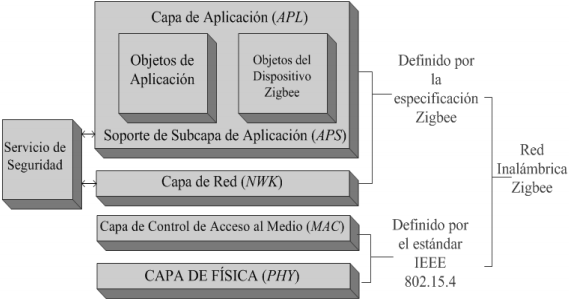 Capa de Aplicación (APL)
Objetos de
Aplicación
Objetos del
Dispositivo
Zigbee
Soporte de Subcapa de Aplicación (APS)
Servicio de
Seguridad
Capa de Red (NWK)
Capa de Control de Acceso al Medio (MAC)
CAPA DE FÍSICA (PHY)
Definido por
la
especificación
Zigbee
Definido por
el estándar
IEEE
802.15.4
Red
Inalámbrica
Zigbee